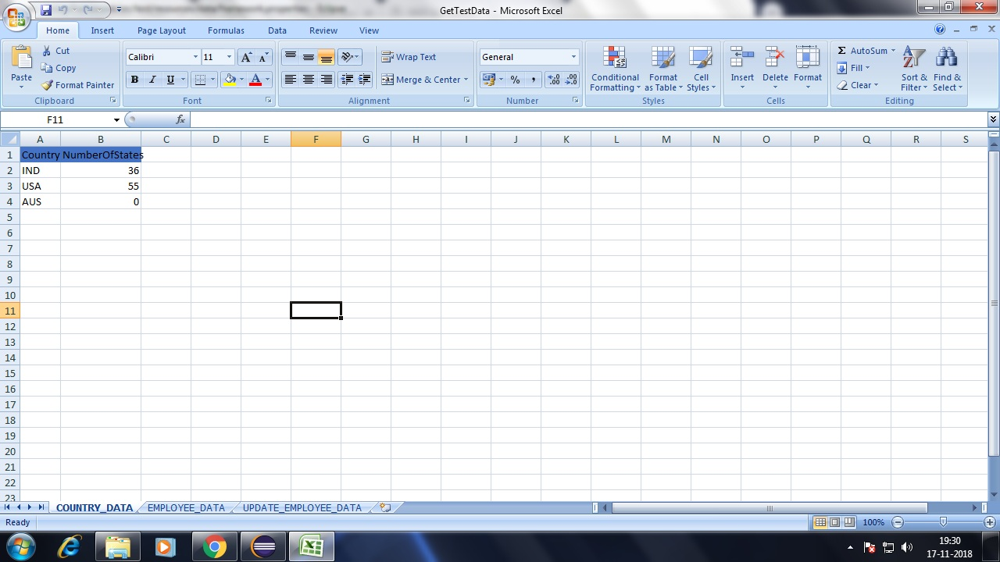 GetTestData - Microsoft Excel
Home Insert Page Layout Formulas Data Review View
Paste
Cut
Copy
Format Painter
Clipboard
Calibri 11
B I U
Font
Wrap Text
Merge & Center
Alignment
General
% ,
Number
Conditional Formatting
Format as Table
Cell Styles
Styles
Insert Delete Format
Cells
Σ AutoSum
Fill
Clear
Sort & Filter
Find & Select
Editing
F11 fx
A B C D E F G H I J K L M N O P Q R S
1 Country NumberOfStates
2 IND 36
3 USA 55
4 AUS 0
5
6
7
8
9
10
11
12
13
14
15
16
17
18
19
20
21
22
23
COUNTRY_DATA EMPLOYEE_DATA UPDATE_EMPLOYEE_DATA
Ready 100%
19:30
17-11-2018